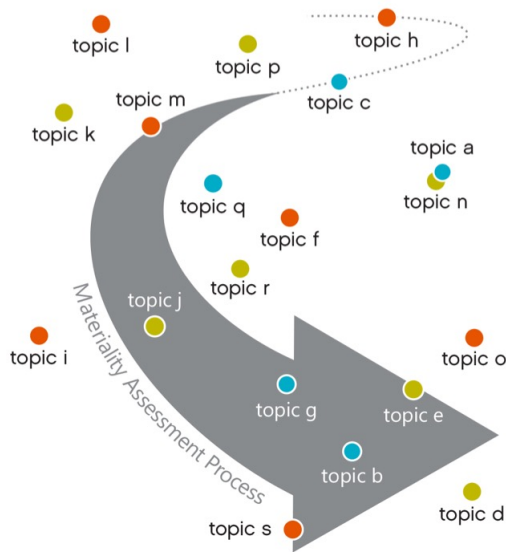 topic l
topic p
topic h
topic m
topic c
topic k
topic a
topic n
topic q
topic f
topic r
topic j
topic i
Materiality Assessment Process
topic o
topic g
topic e
topic b
topic d
topic s